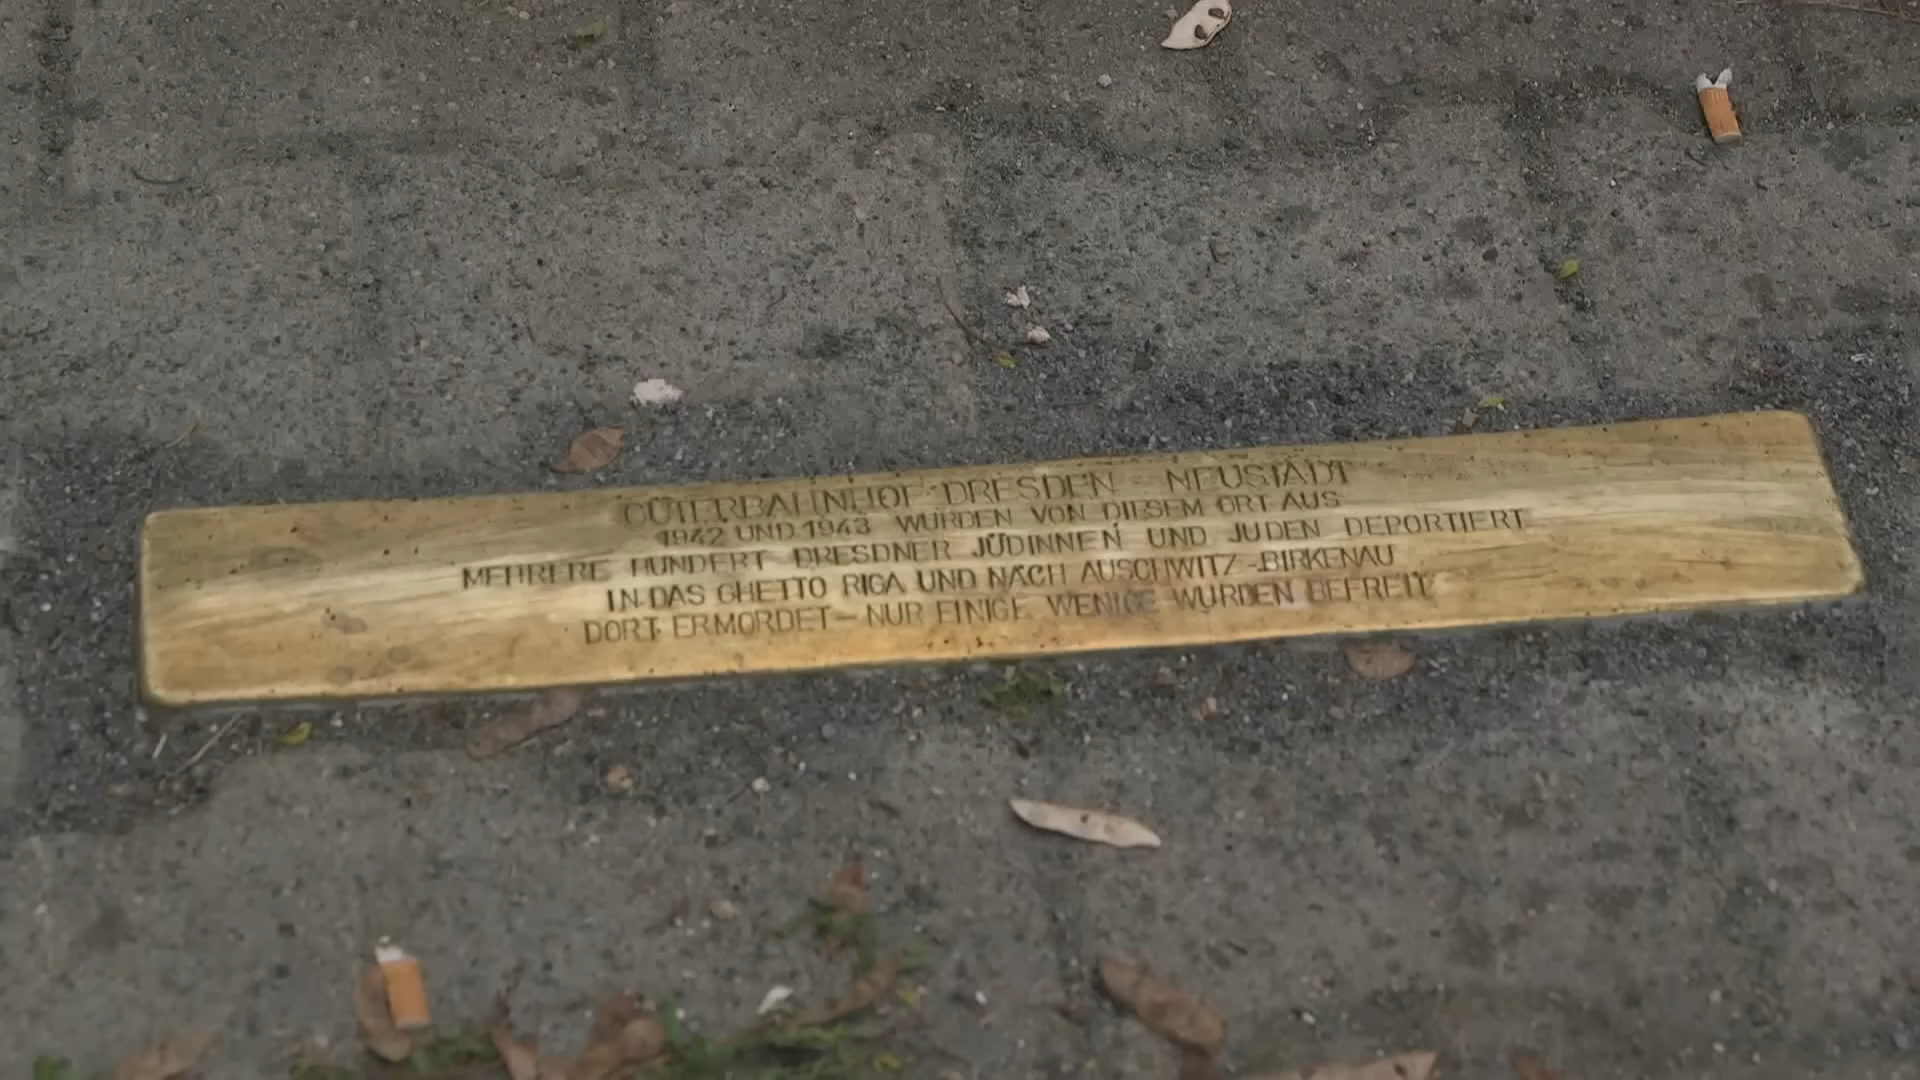 GÜTERBAHNHOF DRESDEN - NEUSTADT
1942 UND 1943 WURDEN VON DIESEM ORT AUS
MEHRERE HUNDERT DRESDNER JÜDINNEN UND JUDEN DEPORTIERT
IN DAS GHETTO RIGA UND NACH AUSCHWITZ-BIRKENAU
DORT ERMORDET - NUR EINIGE WENIGE WURDEN BEFREIT